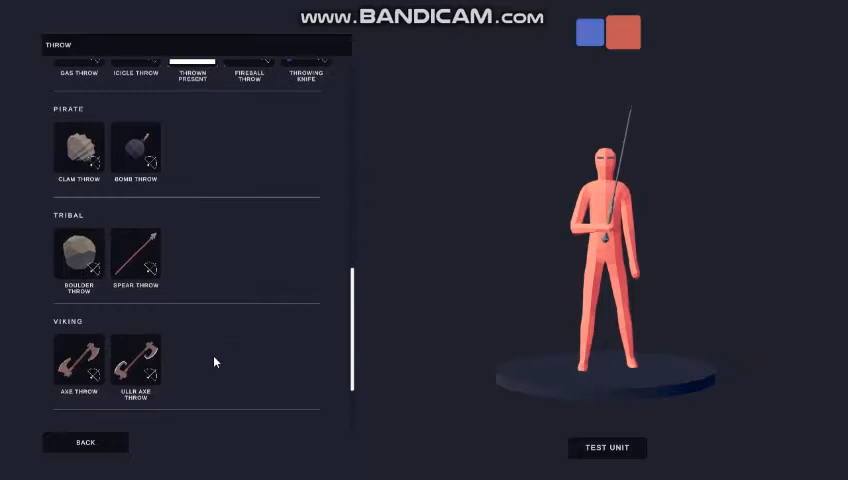 www.BANDICAM.com
THROW
GAS THROW
ICICLE THROW
THROWN
PRESENT
FIREBALL
THROW
THROWING
KNIFE
PIRATE
CLAM THROW
BOMB THROW
TRIBAL
BOULDER
THROW
SPEAR THROW
VIKING
AXE THROW
ULLR AXE
THROW
BACK
TEST UNIT